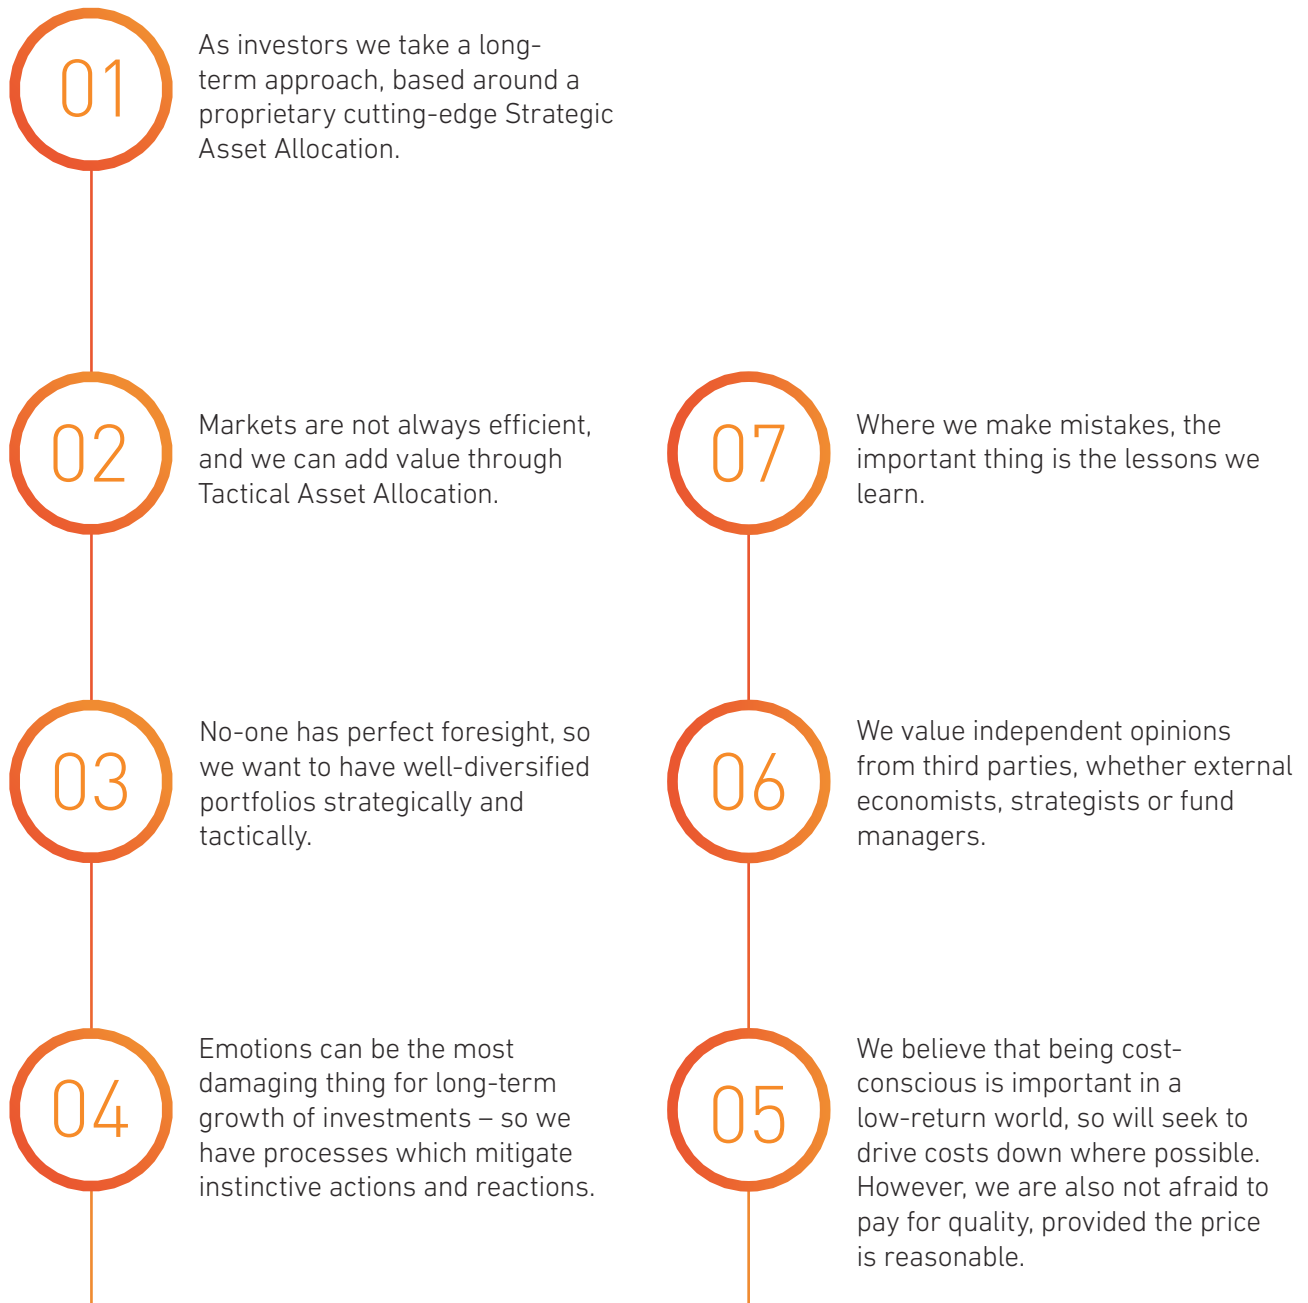 01
As investors we take a long-
term approach, based around a
proprietary cutting-edge Strategic
Asset Allocation.
02
Markets are not always efficient,
and we can add value through
Tactical Asset Allocation.
03
No-one has perfect foresight, so
we want to have well-diversified
portfolios strategically and
tactically.
04
Emotions can be the most
damaging thing for long-term
growth of investments – so we
have processes which mitigate
instinctive actions and reactions.
05
We believe that being cost-
conscious is important in a
low-return world, so will seek to
drive costs down where possible.
However, we are also not afraid to
pay for quality, provided the price
is reasonable.
06
We value independent opinions
from third parties, whether external
economists, strategists or fund
managers.
07
Where we make mistakes, the
important thing is the lessons we
learn.